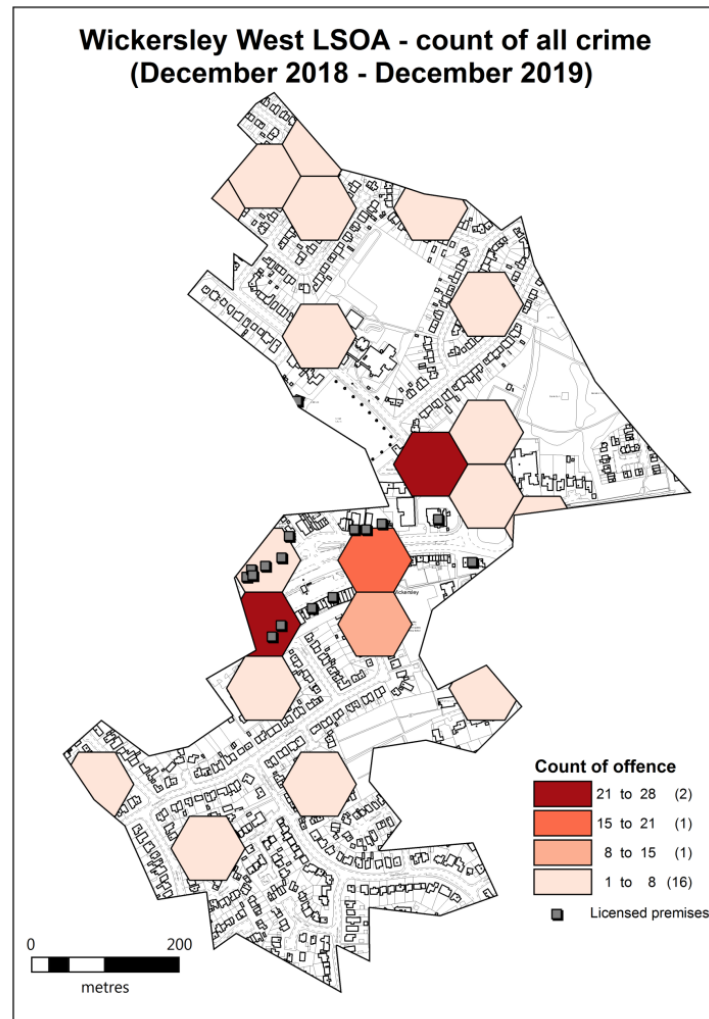 Wickersley West LSOA - count of all crime
(December 2018 - December 2019)
Wickersley
Count of offence
21 to 28 (2)
15 to 21 (1)
8 to 15 (1)
1 to 8 (16)
Licensed premises
0 200
metres